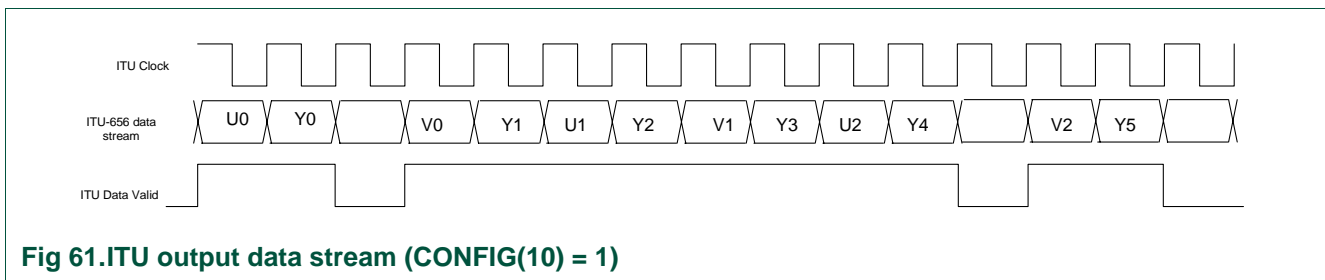 ITU Clock
ITU-656 data
stream
U0 Y0 V0 Y1 U1 Y2 V1 Y3 U2 Y4 V2 Y5
ITU Data Valid
Fig 61.ITU output data stream (CONFIG(10) = 1)